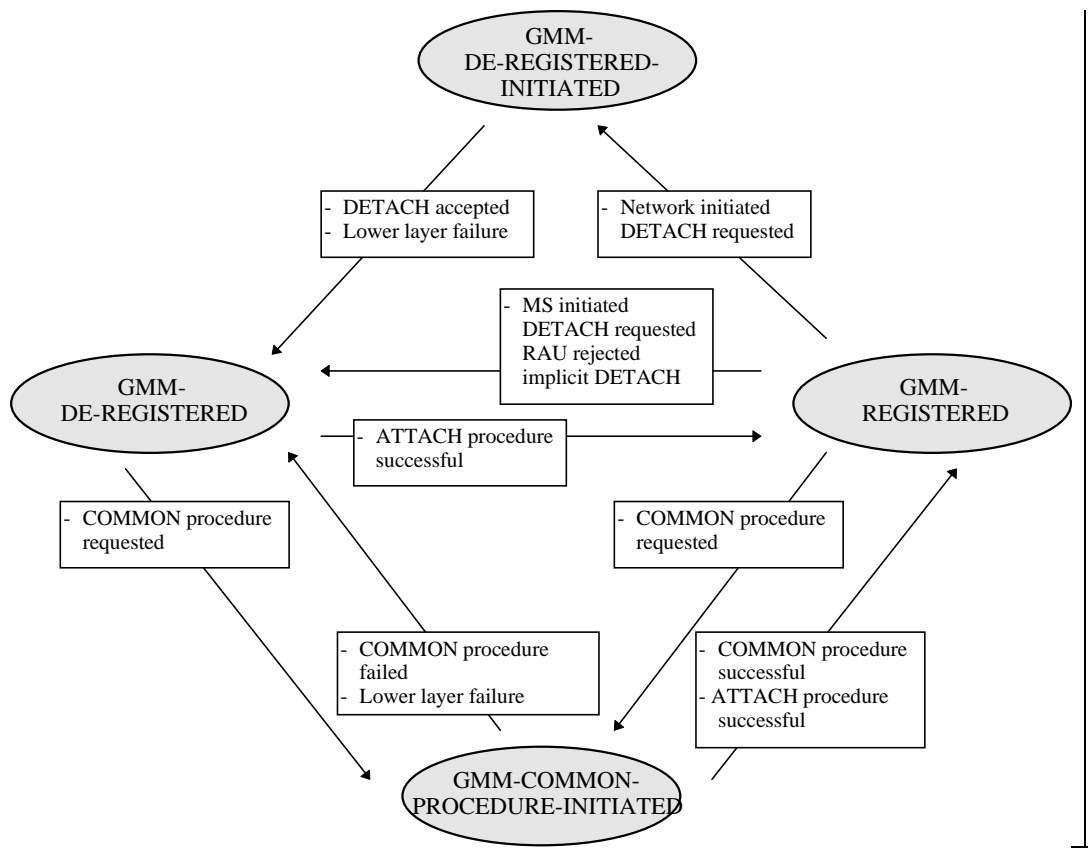 GMM-
DE-REGISTERED-
INITIATED
- DETACH accepted
- Lower layer failure
- Network initiated
DETACH requested
- MS initiated
DETACH requested
RAU rejected
implicit DETACH
GMM-
DE-REGISTERED
GMM-
REGISTERED
- ATTACH procedure
successful
- COMMON procedure
requested
- COMMON procedure
requested
- COMMON procedure
failed
- Lower layer failure
- COMMON procedure
successful
- ATTACH procedure
successful
GMM-COMMON-
PROCEDURE-INITIATED